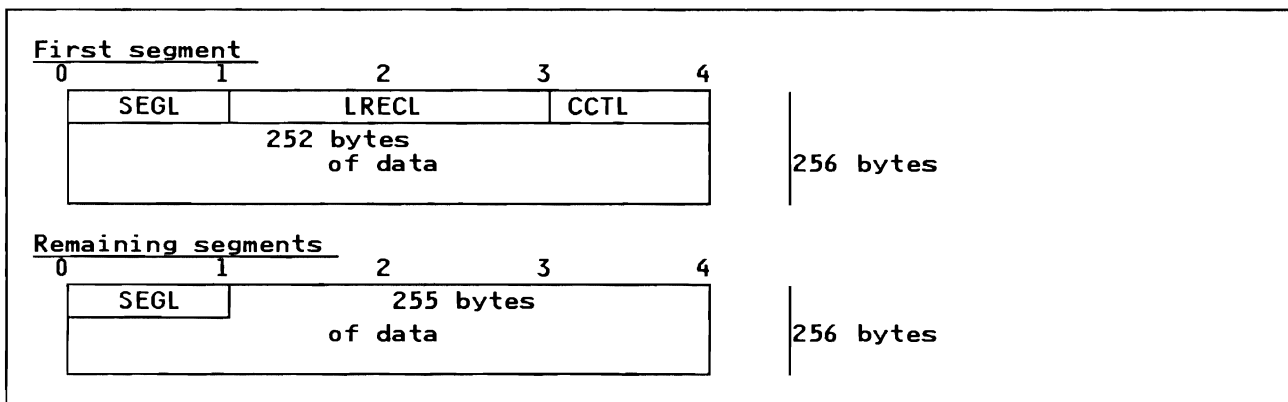 First segment
0 1 2 3 4
SEGL LRECL CCTL
252 bytes
of data
256 bytes
Remaining segments
0 1 2 3 4
SEGL 255 bytes
of data
256 bytes